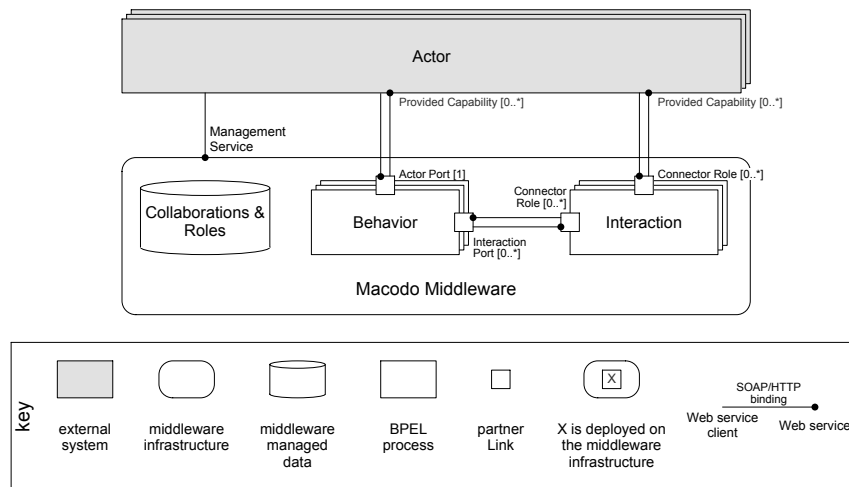 Actor
Provided Capability [0..*]
Provided Capability [0..*]
Management
Service
Actor Port [1]
Connector
Role [0..*]
Connector Role [0..*]
Collaborations &
Roles
Behavior
Interaction
Interaction
Port [0..*]
Macodo Middleware
key
external
system
middleware
infrastructure
middleware
managed
data
BPEL
process
partner
Link
X
X is deployed on
the middleware
infrastructure
SOAP/HTTP
binding
Web service
client
Web service